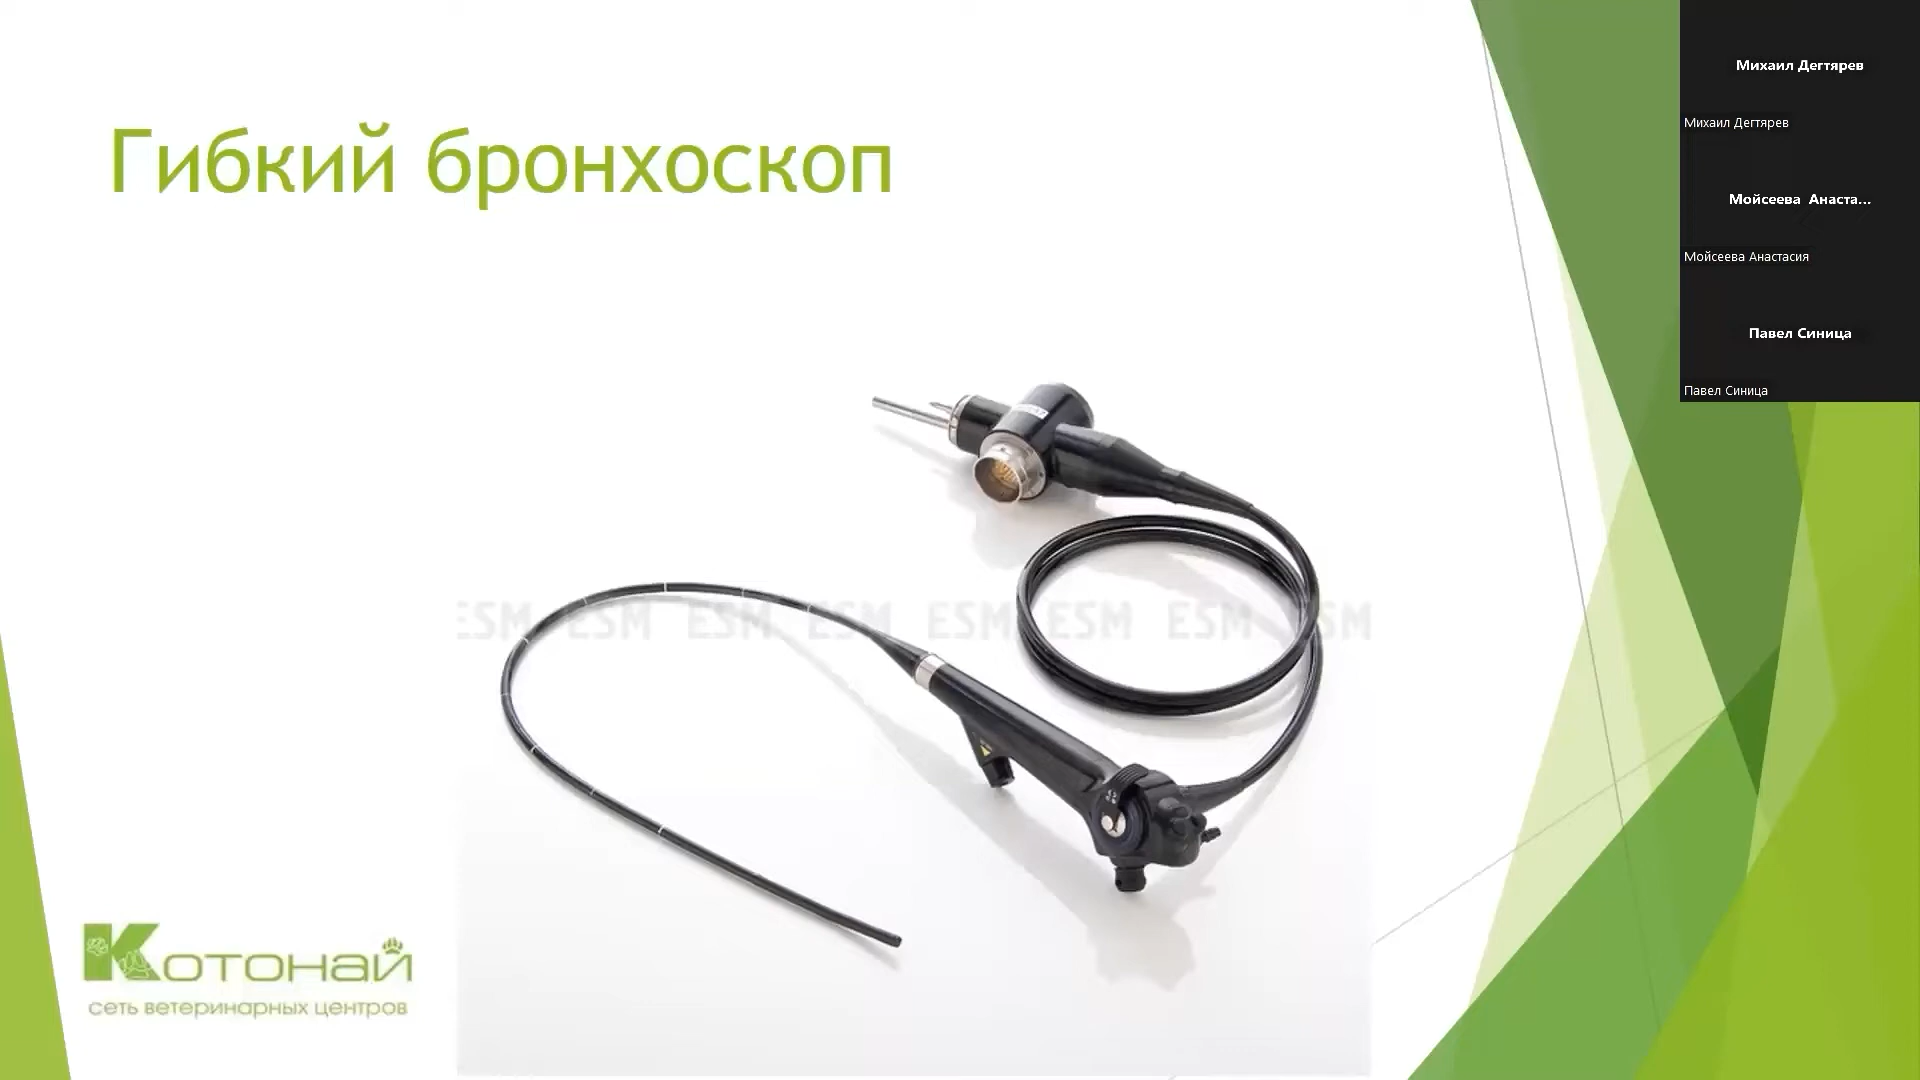 Гибкий бронхоскоп
Михаил Дегтярев
Михаил Дегтярев
Мойсеева Анаста...
Мойсеева Анастасия
Павел Синица
Павел Синица
ESM ESM ESM ESM ESM ESM ESM ESM
Котонай
сеть ветеринарных центров